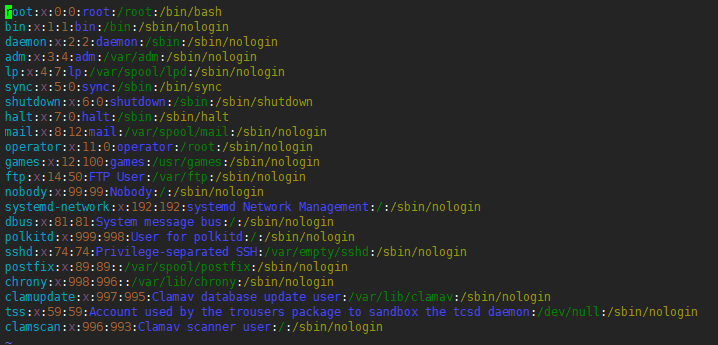 root:x:0:0:root:/root:/bin/bash
bin:x:1:1:bin:/bin:/sbin/nologin
daemon:x:2:2:daemon:/sbin:/sbin/nologin
adm:x:3:4:adm:/var/adm:/sbin/nologin
lp:x:4:7:lp:/var/spool/lpd:/sbin/nologin
sync:x:5:0:sync:/sbin:/bin/sync
shutdown:x:6:0:shutdown:/sbin:/sbin/shutdown
halt:x:7:0:halt:/sbin:/sbin/halt
mail:x:8:12:mail:/var/spool/mail:/sbin/nologin
operator:x:11:0:operator:/root:/sbin/nologin
games:x:12:100:games:/usr/games:/sbin/nologin
ftp:x:14:50:FTP User:/var/ftp:/sbin/nologin
nobody:x:99:99:Nobody:/:/sbin/nologin
systemd-network:x:192:192:systemd Network Management:/:/sbin/nologin
dbus:x:81:81:System message bus:/:/sbin/nologin
polkitd:x:999:998:User for polkitd:/:/sbin/nologin
sshd:x:74:74:Privilege-separated SSH:/var/empty/sshd:/sbin/nologin
postfix:x:89:89::/var/spool/postfix:/sbin/nologin
chrony:x:998:996::/var/lib/chrony:/sbin/nologin
clamupdate:x:997:995:Clamav database update user:/var/lib/clamav:/sbin/nologin
tss:x:59:59:Account used by the trousers package to sandbox the tcsd daemon:/dev/null:/sbin/nologin
clamscan:x:996:993:Clamav scanner user:/:/sbin/nologin
~